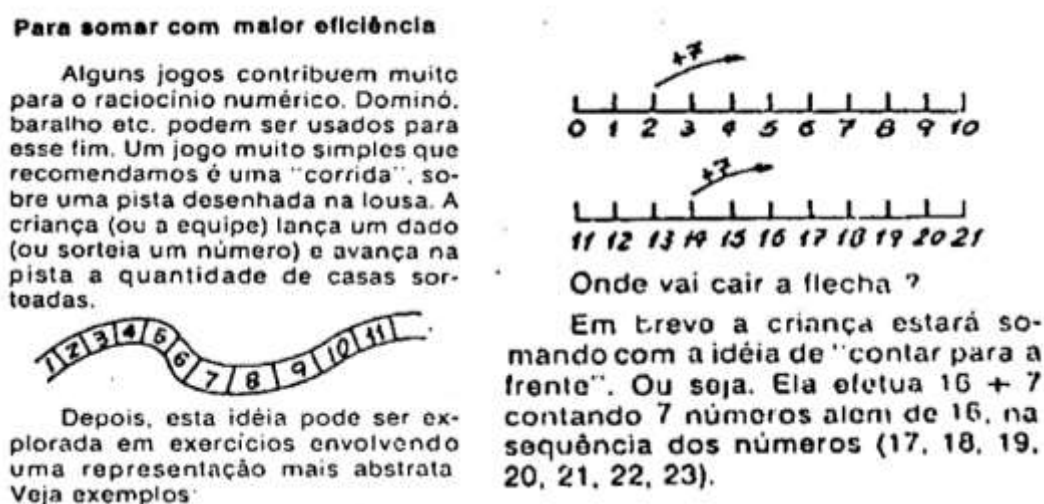 Para somar com maior eficiência
Alguns jogos contribuem muito
para o raciocínio numérico. Dominó,
baralho etc. podem ser usados para
esse fim. Um jogo muito simples que
recomendamos é uma "corrida", so-
bre uma pista desenhada na lousa. A
criança (ou a equipe) lança um dado
(ou sorteia um número) e avança na
pista a quantidade de casas sor-
teadas.
1 2 3 4 5 6 7 8 9 10 11
Depois, esta idéia pode ser ex-
plorada em exercícios envolvendo
uma representação mais abstrata
Veja exemplos:
+7
0 1 2 3 4 5 6 7 8 9 10
+7
11 12 13 14 15 16 17 18 19 20 21
Onde vai cair a flecha ?
Em breve a criança estará so-
mando com a idéia de "contar para a
frente". Ou seja. Ela efetua 16 + 7
contando 7 números alem de 16, na
sequência dos números (17, 18, 19,
20, 21, 22, 23).